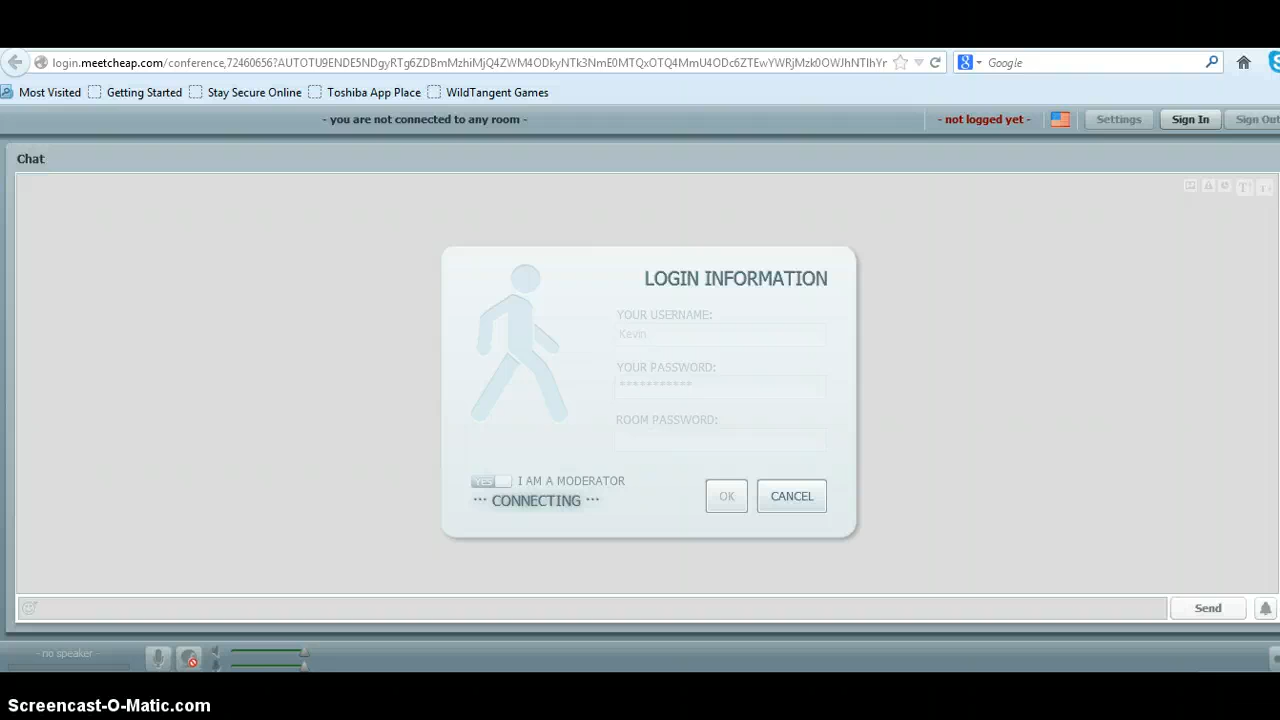 login.meetcheap.com/conference,
Google
Most Visited Getting Started Stay Secure Online Toshiba App Place WildTangent Games
- you are not connected to any room -
- not logged yet -
Settings
Sign In
Sign Out
Chat
LOGIN INFORMATION
YOUR USERNAME:
Kevin
YOUR PASSWORD:
***********
ROOM PASSWORD:
YES I AM A MODERATOR
··· CONNECTING ···
OK
CANCEL
Send
- no speaker -
Screencast-O-Matic.com